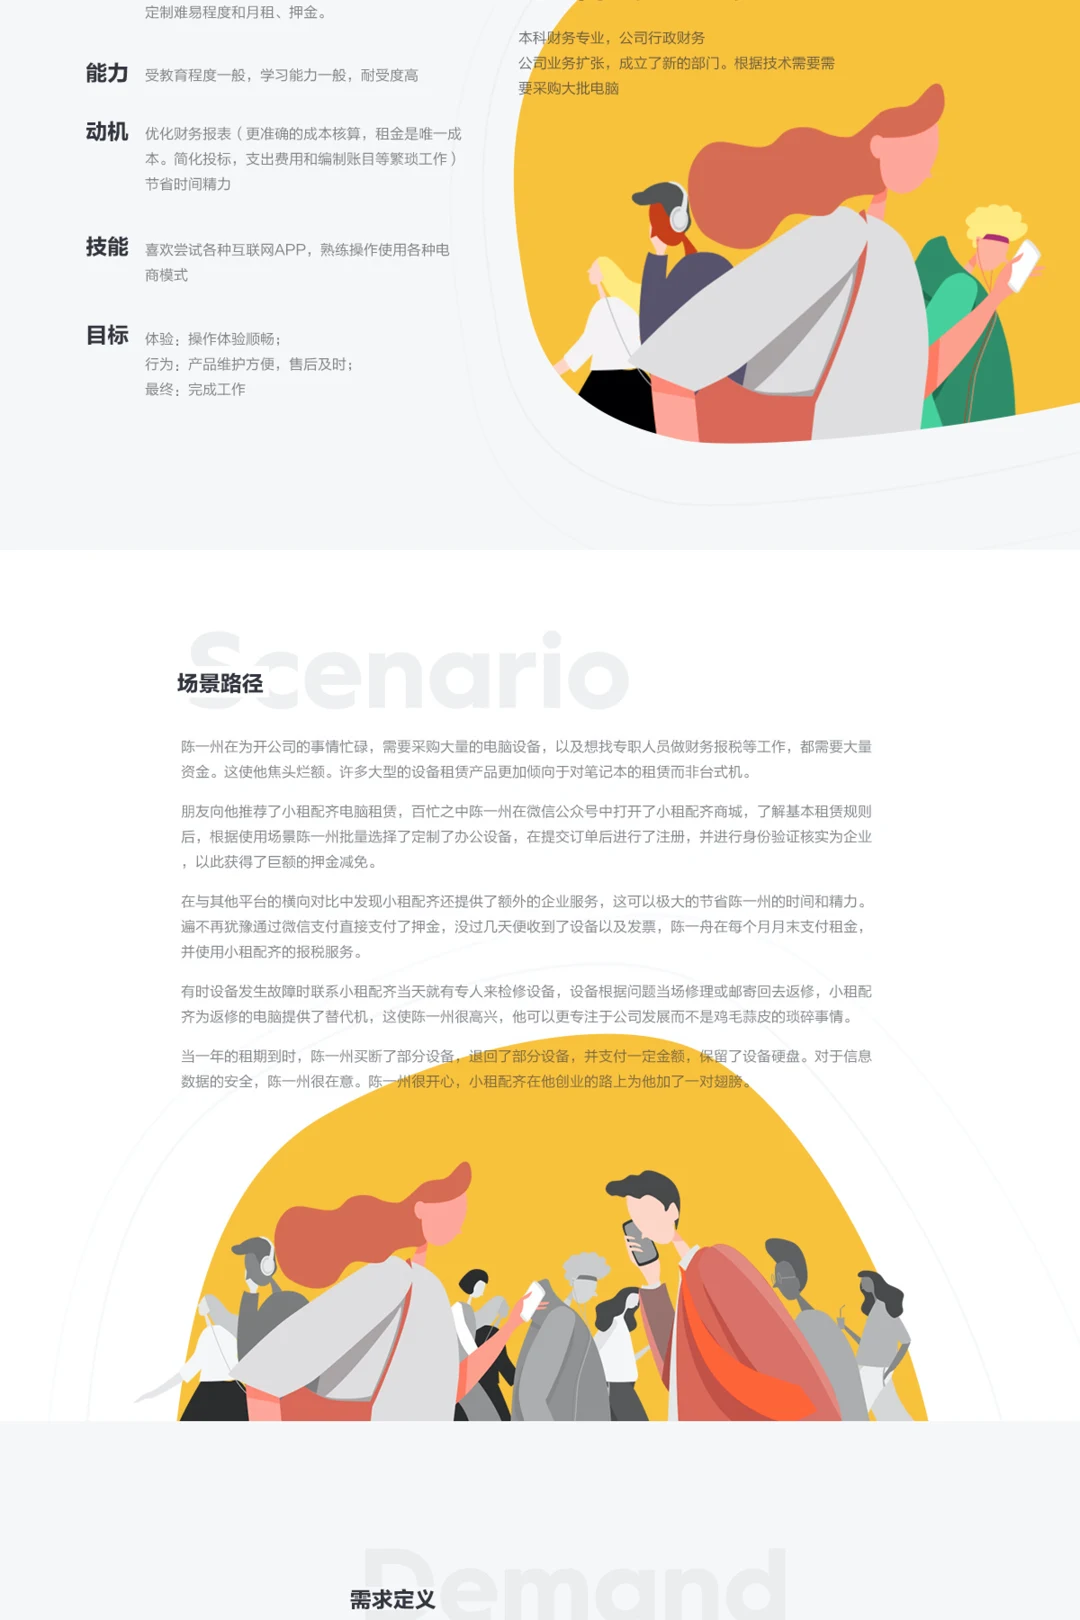 定制难易程度和月租、押金。
能力
受教育程度一般，学习能力一般，耐受度高
动机
优化财务报表（更准确的成本核算，租金是唯一成
本。简化投标，支出费用和编制账目等繁琐工作）
节省时间精力
技能
喜欢尝试各种互联网APP，熟练操作使用各种电
商模式
目标
体验：操作体验顺畅；
行为：产品维护方便，售后及时；
最终：完成工作
本科财务专业，公司行政财务
公司业务扩张，成立了新的部门。根据技术需要需
要采购大批电脑
Scenario
场景路径
陈一州在为开公司的事情忙碌，需要采购大量的电脑设备，以及想找专职人员做财务报税等工作，都需要大量
资金。这使他焦头烂额。许多大型的设备租赁产品更加倾向于对笔记本的租赁而非台式机。
朋友向他推荐了小租配齐电脑租赁，百忙之中陈一州在微信公众号中打开了小租配齐商城，了解基本租赁规则
后，根据使用场景陈一州批量选择了定制了办公设备，在提交订单后进行了注册，并进行身份验证核实为企业
，以此获得了巨额的押金减免。
在与其他平台的横向对比中发现小租配齐还提供了额外的企业服务，这可以极大的节省陈一州的时间和精力。
遍不再犹豫通过微信支付直接支付了押金，没过几天便收到了设备以及发票，陈一舟在每个月月末支付租金，
并使用小租配齐的报税服务。
有时设备发生故障时联系小租配齐当天就有专人来检修设备，设备根据问题当场修理或邮寄回去返修，小租配
齐为返修的电脑提供了替代机，这使陈一州很高兴，他可以更专注于公司发展而不是鸡毛蒜皮的琐碎事情。
当一年的租期到时，陈一州买断了部分设备，退回了部分设备，并支付一定金额，保留了设备硬盘。对于信息
数据的安全，陈一州很在意。陈一州很开心，小租配齐在他创业的路上为他加了一对翅膀。
Demand
需求定义